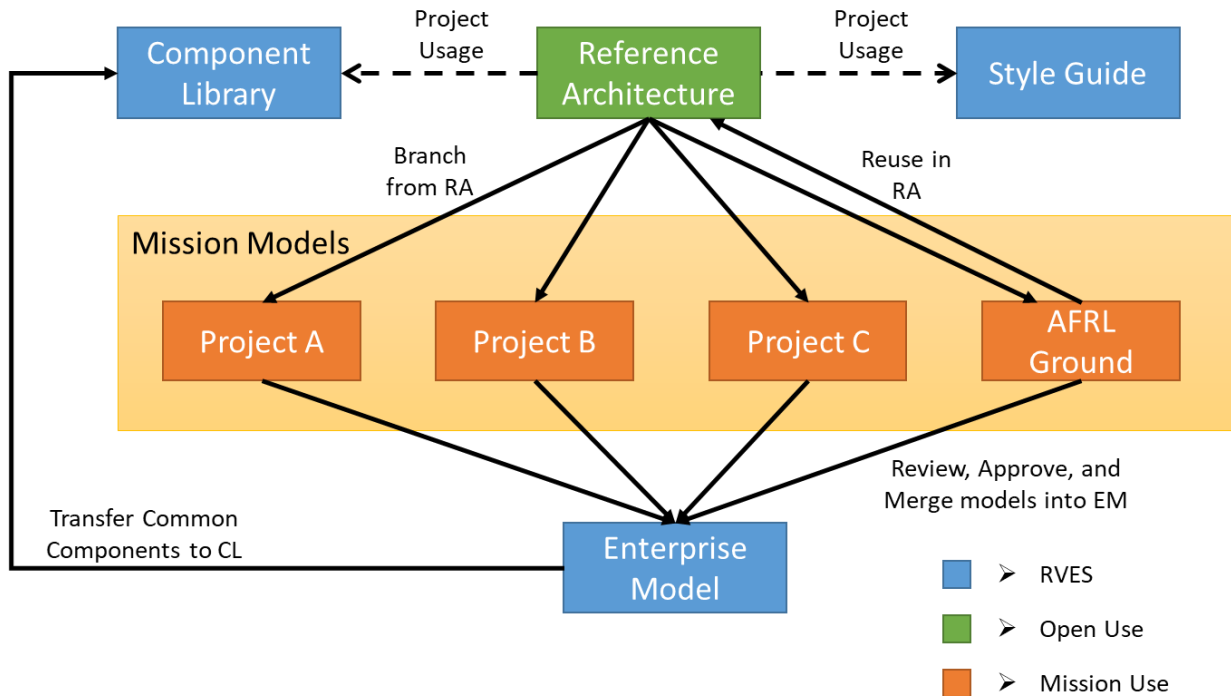 Component
Library
Project
Usage
Reference
Architecture
Project
Usage
Style Guide
Branch
from RA
Reuse in
RA
Mission Models
Project A
Project B
Project C
AFRL
Ground
Review, Approve, and
Merge models into EM
Transfer Common
Components to CL
Enterprise
Model
RVES
Open Use
Mission Use